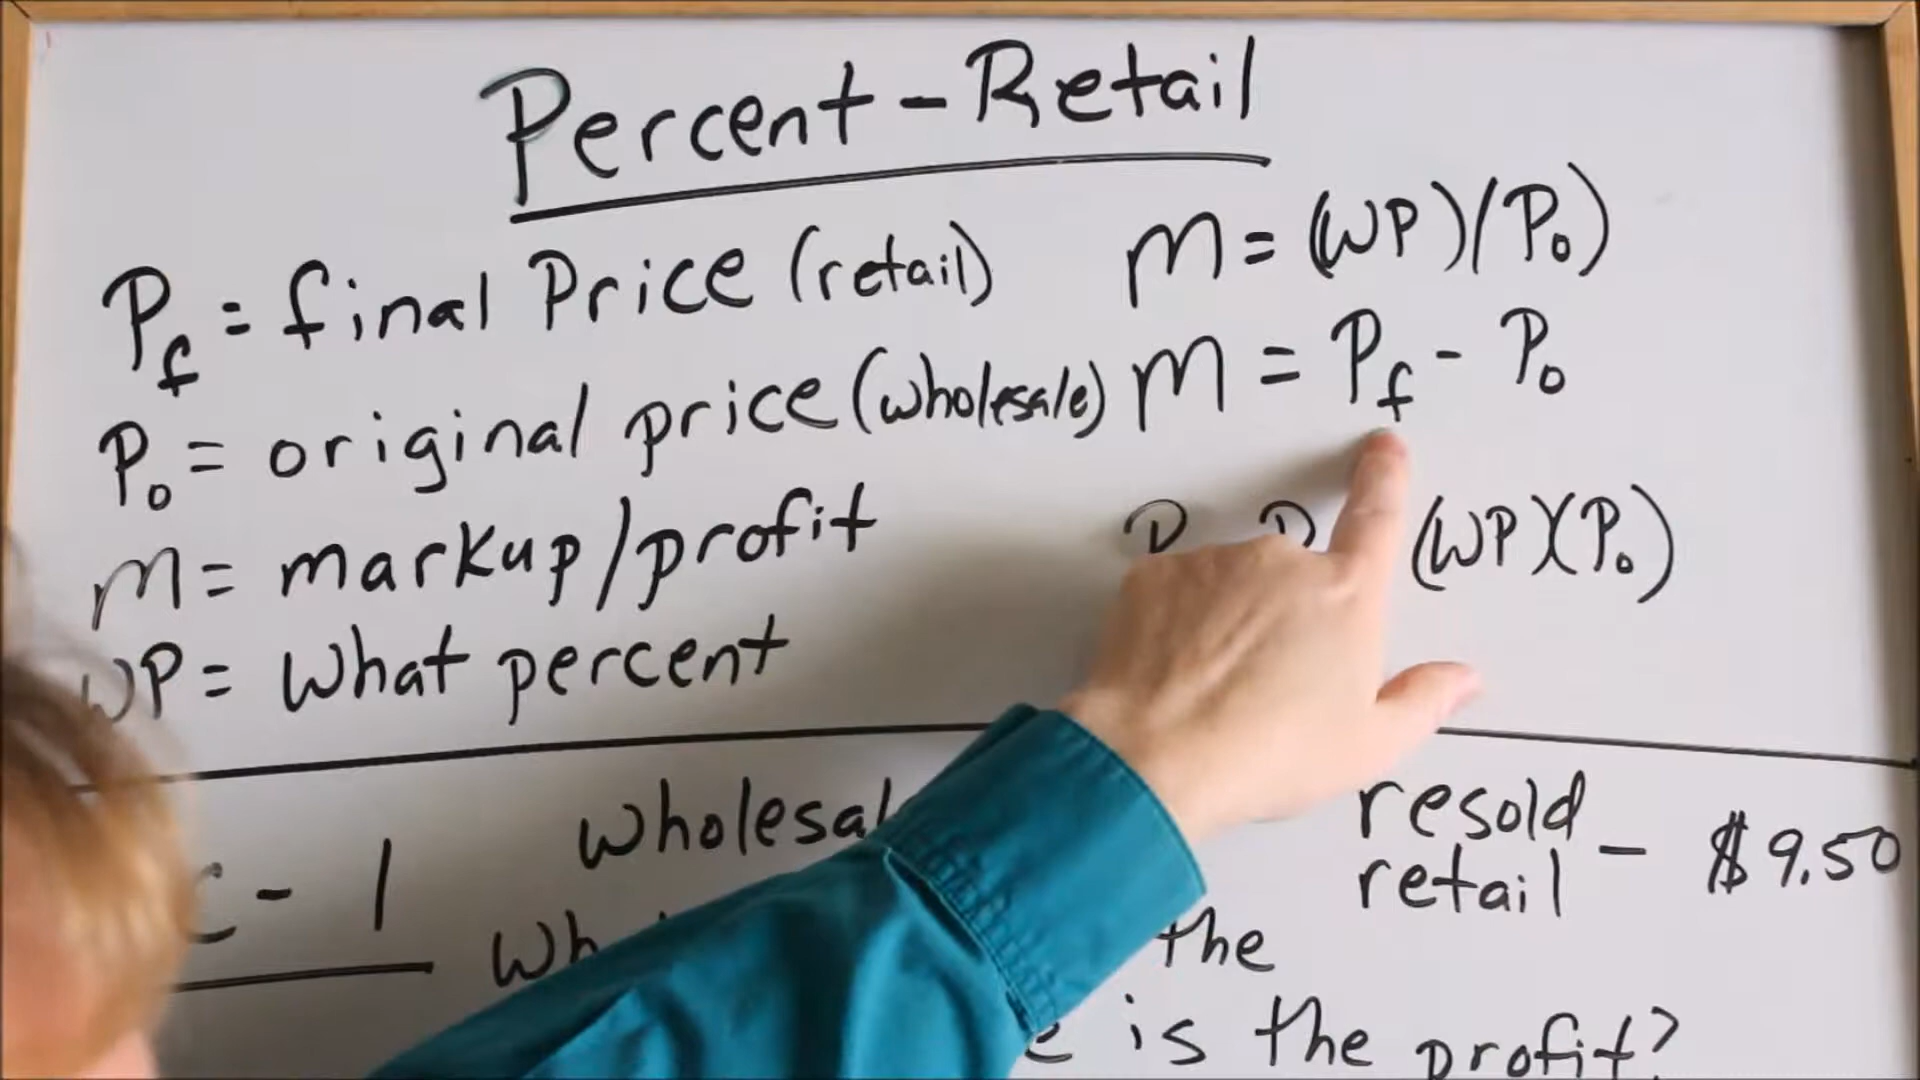 Percent - Retail
Pf = final Price (retail)
Po = original price (wholesale)
m = markup/profit
WP = What percent
m = (WP)/(Po)
m = Pf - Po
(WP)(Po)
- 1
resold
retail - $9.50
the
is the profit?